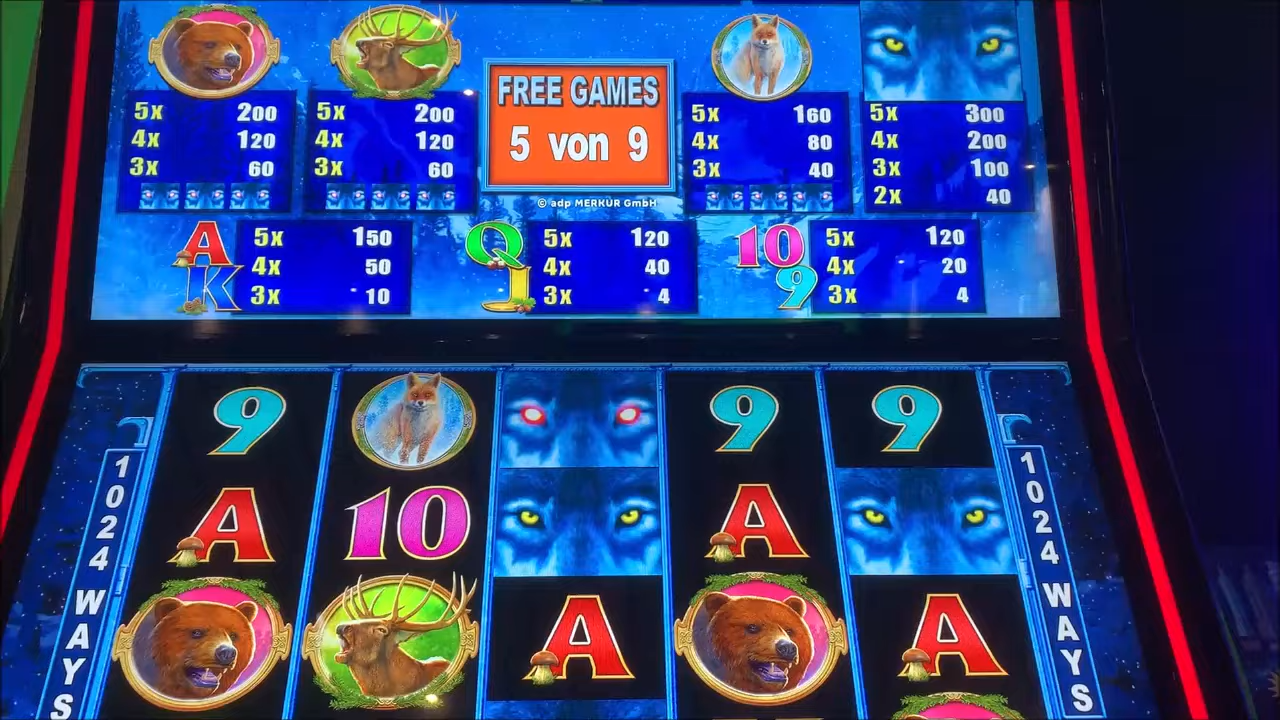 FREE GAMES
5 von 9
5x 200
4x 120
3x 60
5x 200
4x 120
3x 60
5x 160
4x 80
3x 40
5x 300
4x 200
3x 100
2x 40
© adp MERKUR GmbH
A
K
5x 150
4x 50
3x 10
Q
J
5x 120
4x 40
3x 4
10
9
5x 120
4x 20
3x 4
1024 WAYS
9
9
9
10
A
A
A
A
1024 WAYS